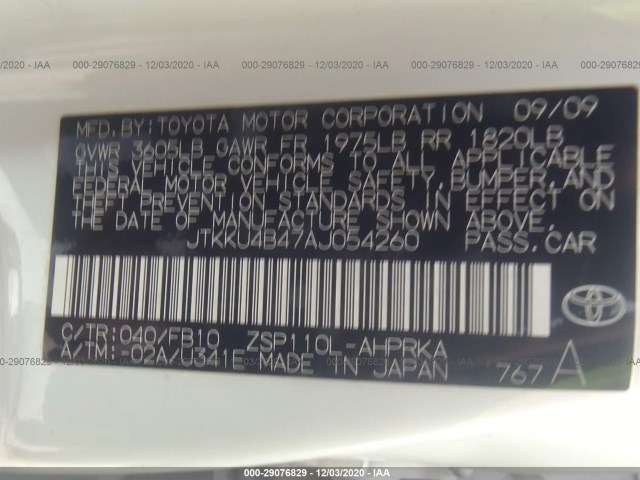 000-29076829 - 12/03/2020 - IAA
MFD.BY:TOYOTA MOTOR CORPORATION 09/09
GVWR 3605LB GAWR FR 1975LB RR 1820LB
THIS VEHICLE CONFORMS TO ALL APPLICABLE
FEDERAL MOTOR VEHICLE SAFETY, BUMPER, AND
THEFT PREVENTION STANDARDS IN EFFECT ON
THE DATE OF MANUFACTURE SHOWN ABOVE.
JTKKU4B47AJ054260 PASS.CAR
C/TR:040/FB10 ZSP110L-AHPRKA
A/TM:-02A/U341E MADE IN JAPAN 767 A
000-29076829 - 12/03/2020 - IAA